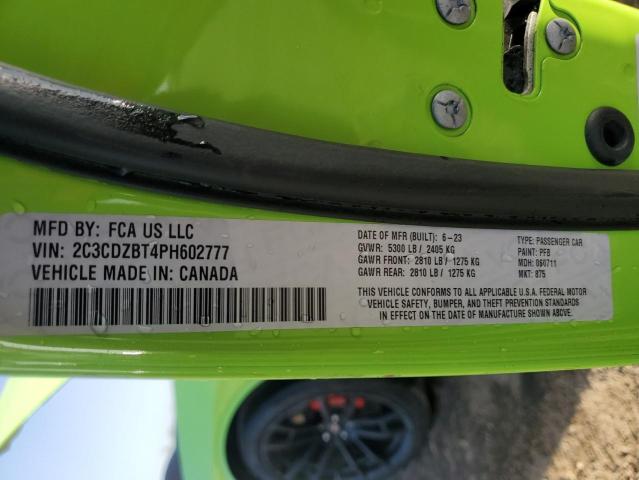 MFD BY: FCA US LLC
VIN: 2C3CDZBT4PH602777
VEHICLE MADE IN: CANADA
DATE OF MFR (BUILT): 6-23
GVWR: 5300 LB / 2405 KG
GAWR FRONT: 2810 LB / 1275 KG
GAWR REAR: 2810 LB / 1275 KG
TYPE: PASSENGER CAR
PAINT: PFB
MDH: 060711
MKT: 875
THIS VEHICLE CONFORMS TO ALL APPLICABLE U.S.A. FEDERAL MOTOR
VEHICLE SAFETY, BUMPER, AND THEFT PREVENTION STANDARDS
IN EFFECT ON THE DATE OF MANUFACTURE SHOWN ABOVE.